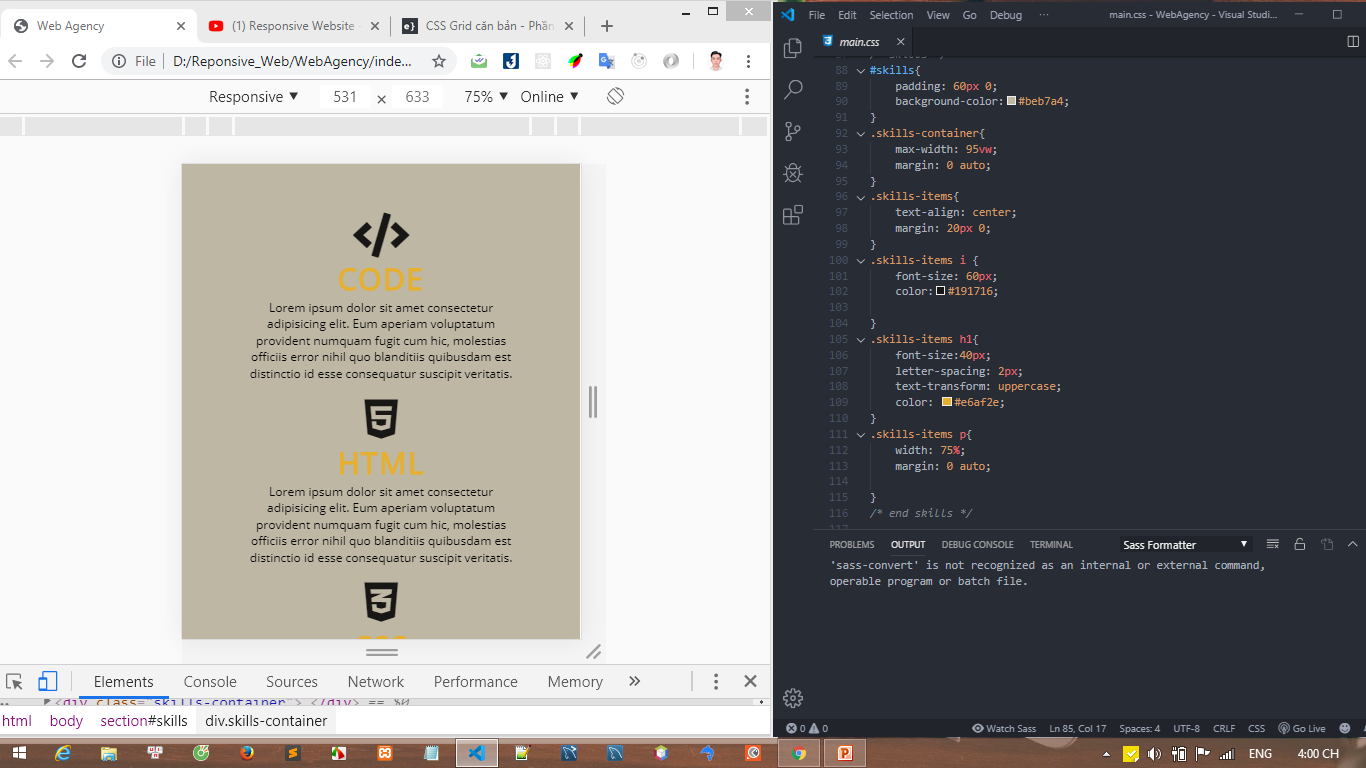 Web Agency
(1) Responsive Website
CSS Grid căn bản - Phần
File
D:/Reponsive_Web/WebAgency/inde...
Responsive
531
×
633
75%
Online
CODE
Lorem ipsum dolor sit amet consectetur
adipisicing elit. Eum aperiam voluptatum
provident numquam fugit cum hic, molestias
officiis error nihil quo blanditiis quibusdam est
distinctio id esse consequatur suscipit veritatis.
HTML
Lorem ipsum dolor sit amet consectetur
adipisicing elit. Eum aperiam voluptatum
provident numquam fugit cum hic, molestias
officiis error nihil quo blanditiis quibusdam est
distinctio id esse consequatur suscipit veritatis.
Elements Console Sources Network Performance Memory
<div class="skills-container"> </div> == $0
html body section#skills div.skills-container
File Edit Selection View Go Debug ... main.css - WebAgency - Visual Studi...
main.css
88 #skills{
89 padding: 60px 0;
90 background-color: #beb7a4;
91 }
92 .skills-container{
93 max-width: 95vw;
94 margin: 0 auto;
95 }
96 .skills-items{
97 text-align: center;
98 margin: 20px 0;
99 }
100 .skills-items i {
101 font-size: 60px;
102 color: #191716;
103
104 }
105 .skills-items h1{
106 font-size:40px;
107 letter-spacing: 2px;
108 text-transform: uppercase;
109 color: #e6af2e;
110 }
111 .skills-items p{
112 width: 75%;
113 margin: 0 auto;
114
115 }
116 /* end skills */
117
PROBLEMS OUTPUT DEBUG CONSOLE TERMINAL Sass Formatter
'sass-convert' is not recognized as an internal or external command,
operable program or batch file.
0 0 Watch Sass Ln 85, Col 17 Spaces: 4 UTF-8 CRLF CSS Go Live
ENG 4:00 CH